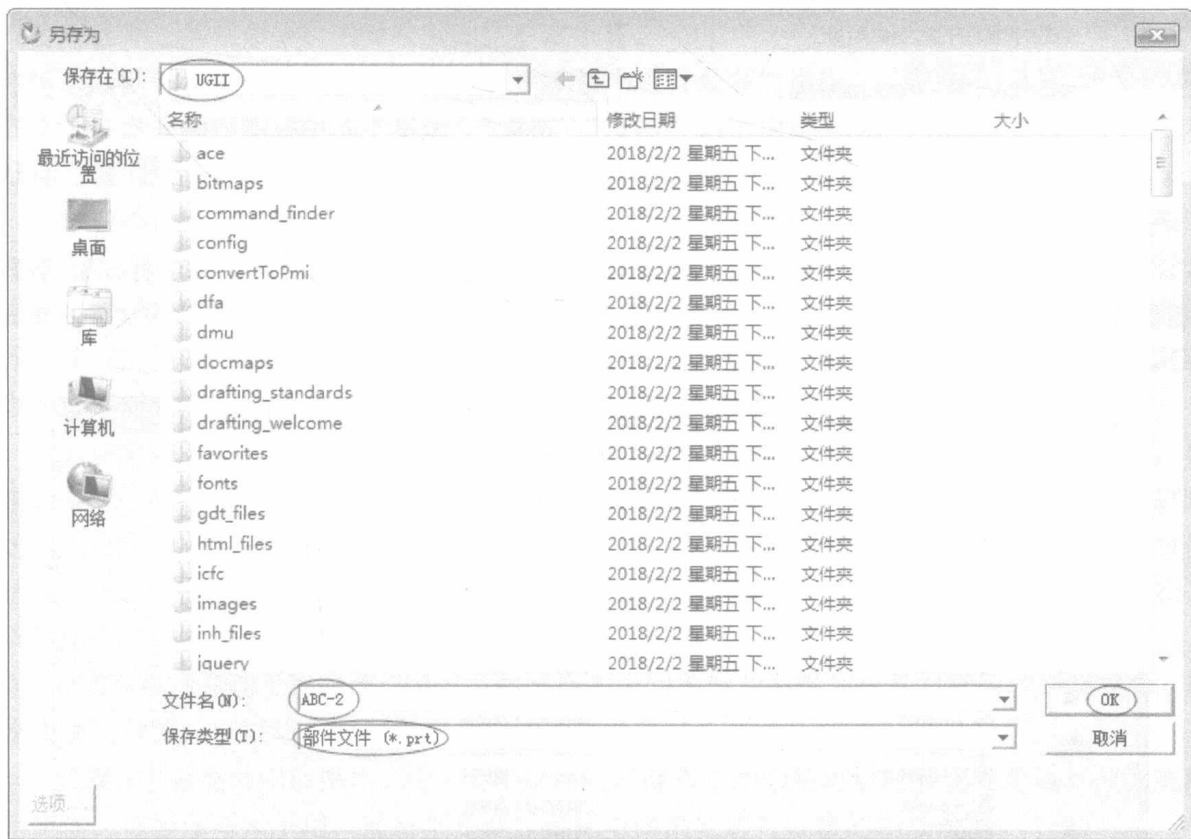 另存为
保存在(I): UGII
名称 修改日期 类型 大小
最近访问的位置
桌面
库
计算机
网络
ace 2018/2/2 星期五 下... 文件夹
bitmaps 2018/2/2 星期五 下... 文件夹
command_finder 2018/2/2 星期五 下... 文件夹
config 2018/2/2 星期五 下... 文件夹
convertToPmi 2018/2/2 星期五 下... 文件夹
dfa 2018/2/2 星期五 下... 文件夹
dmu 2018/2/2 星期五 下... 文件夹
docmaps 2018/2/2 星期五 下... 文件夹
drafting_standards 2018/2/2 星期五 下... 文件夹
drafting_welcome 2018/2/2 星期五 下... 文件夹
favorites 2018/2/2 星期五 下... 文件夹
fonts 2018/2/2 星期五 下... 文件夹
gdt_files 2018/2/2 星期五 下... 文件夹
html_files 2018/2/2 星期五 下... 文件夹
icfc 2018/2/2 星期五 下... 文件夹
images 2018/2/2 星期五 下... 文件夹
inh_files 2018/2/2 星期五 下... 文件夹
jquery 2018/2/2 星期五 下... 文件夹
文件名(N): ABC-2 OK
保存类型(T): 部件文件 (*.prt) 取消
选项...